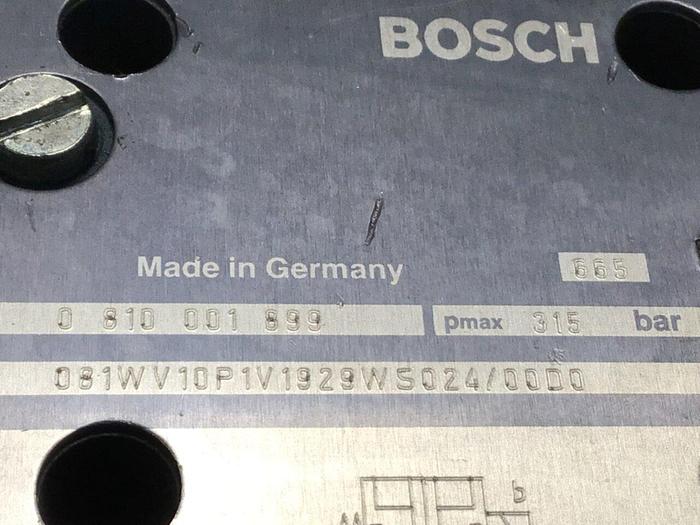 BOSCH
Made in Germany 665
0 810 001 899 pmax 315 bar
081WV10P1V1929WS024/00D0
b